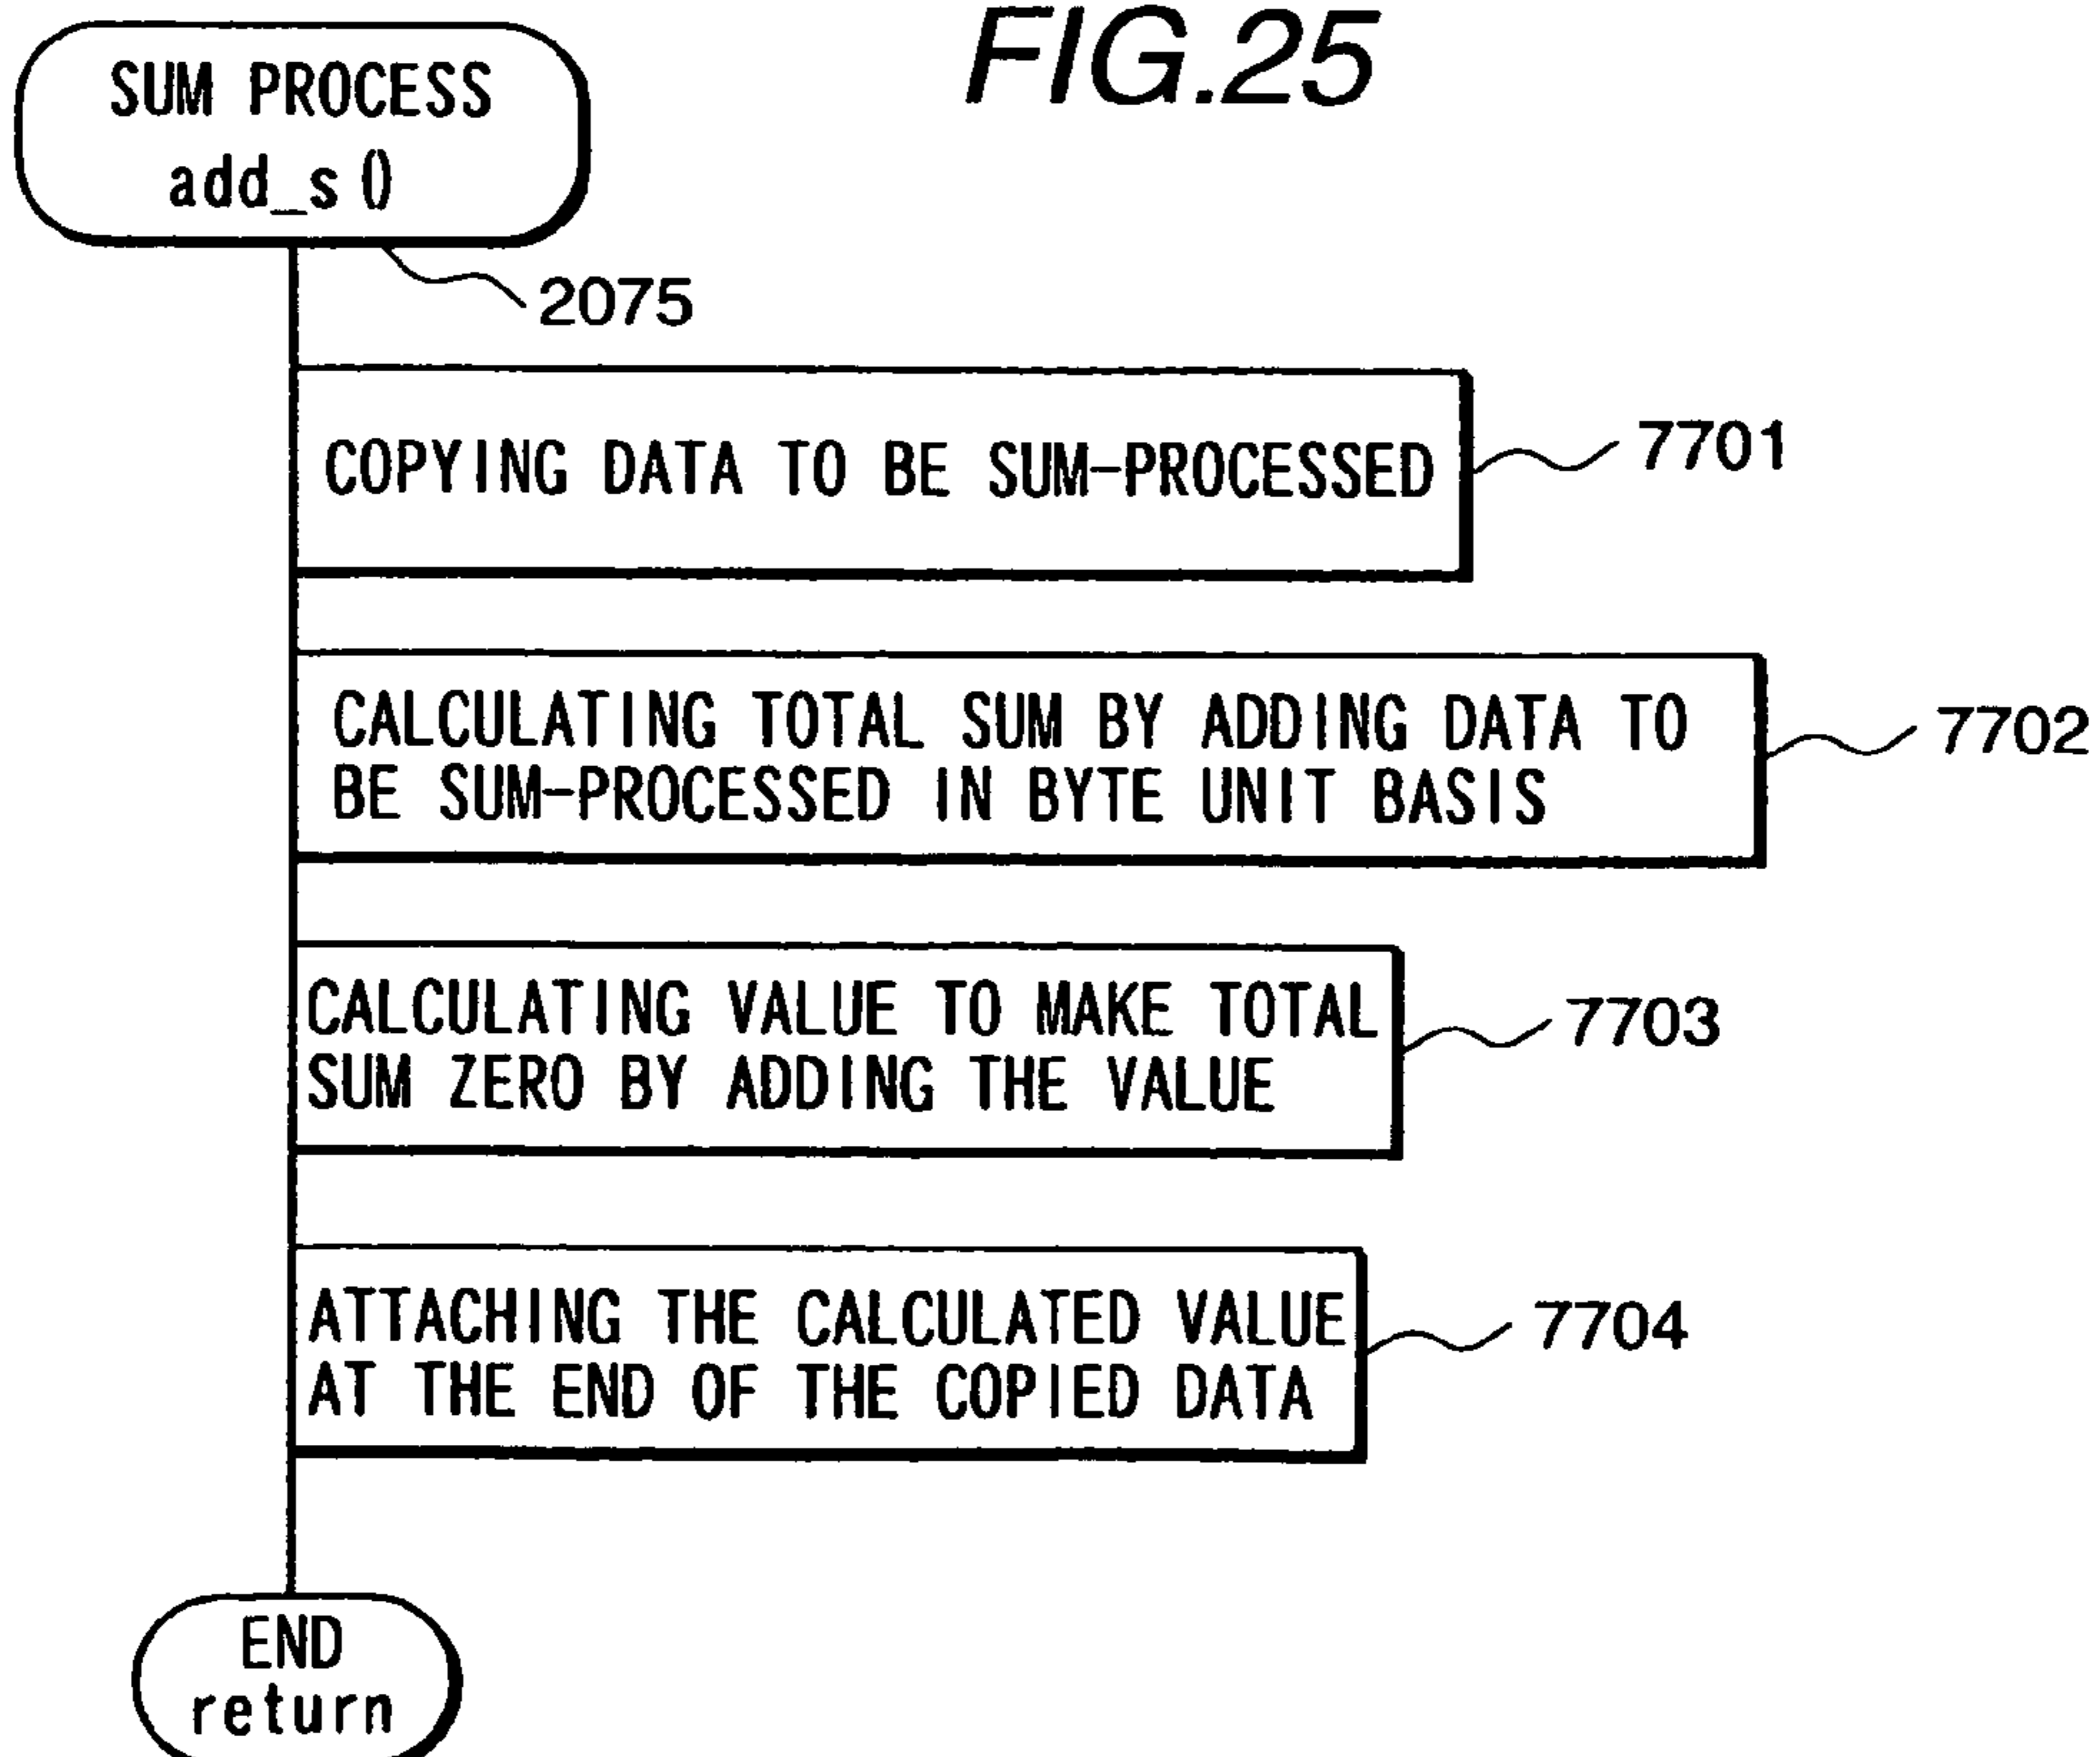 FIG.25
SUM PROCESS
add_s()
2075
COPYING DATA TO BE SUM-PROCESSED
7701
CALCULATING TOTAL SUM BY ADDING DATA TO
BE SUM-PROCESSED IN BYTE UNIT BASIS
7702
CALCULATING VALUE TO MAKE TOTAL
SUM ZERO BY ADDING THE VALUE
7703
ATTACHING THE CALCULATED VALUE
AT THE END OF THE COPIED DATA
7704
END
return